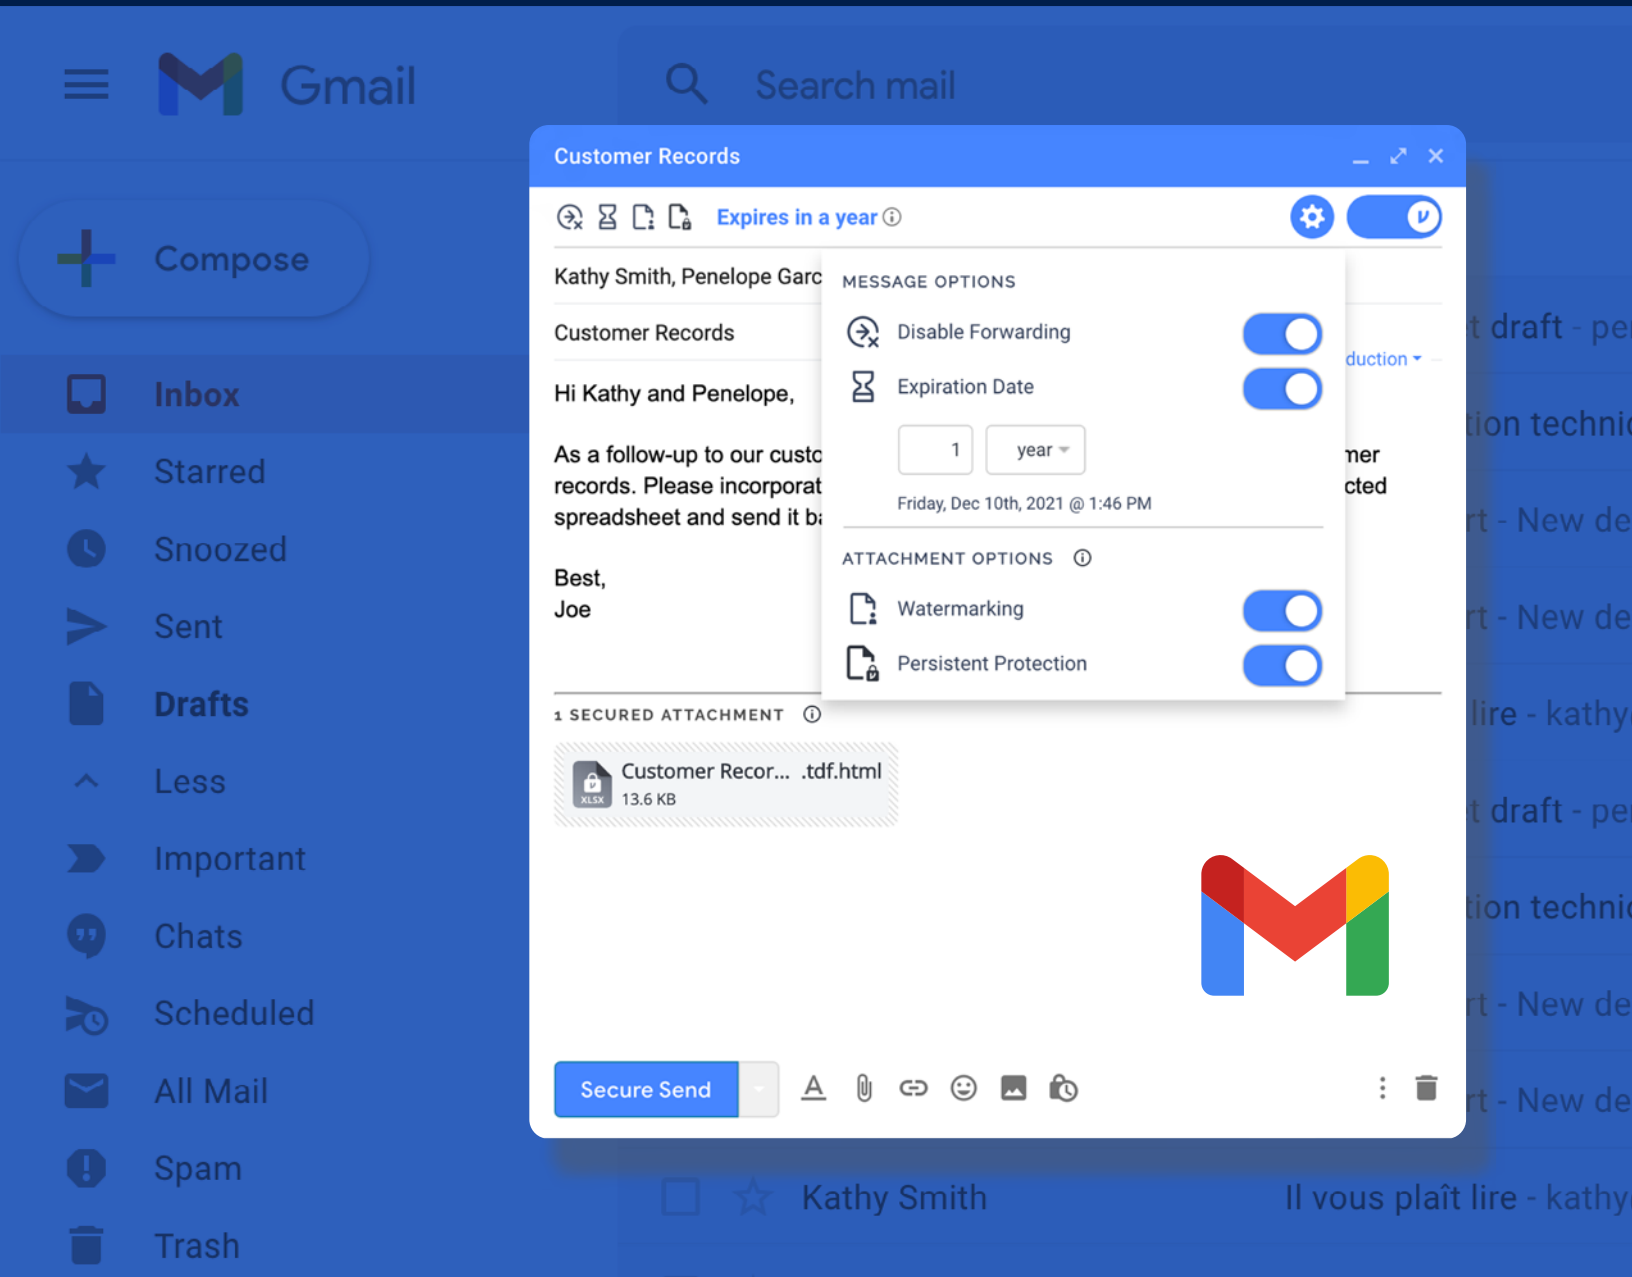 Gmail
Search mail
Compose
Inbox
Starred
Snoozed
Sent
Drafts
Less
Important
Chats
Scheduled
All Mail
Spam
Trash
Customer Records
Expires in a year
Kathy Smith, Penelope Garc
Customer Records
Hi Kathy and Penelope,
As a follow-up to our custo mer
records. Please incorporat cted
spreadsheet and send it ba
Best,
Joe
MESSAGE OPTIONS
Disable Forwarding
Expiration Date
1 year
Friday, Dec 10th, 2021 @ 1:46 PM
ATTACHMENT OPTIONS
Watermarking
Persistent Protection
duction
1 SECURED ATTACHMENT
Customer Recor... .tdf.html
XLSX
13.6 KB
Secure Send
t draft - pe
tion techni
rt - New de
rt - New de
lire - kathy
t draft - pe
tion techni
rt - New de
rt - New de
Kathy Smith Il vous plaît lire - kathy